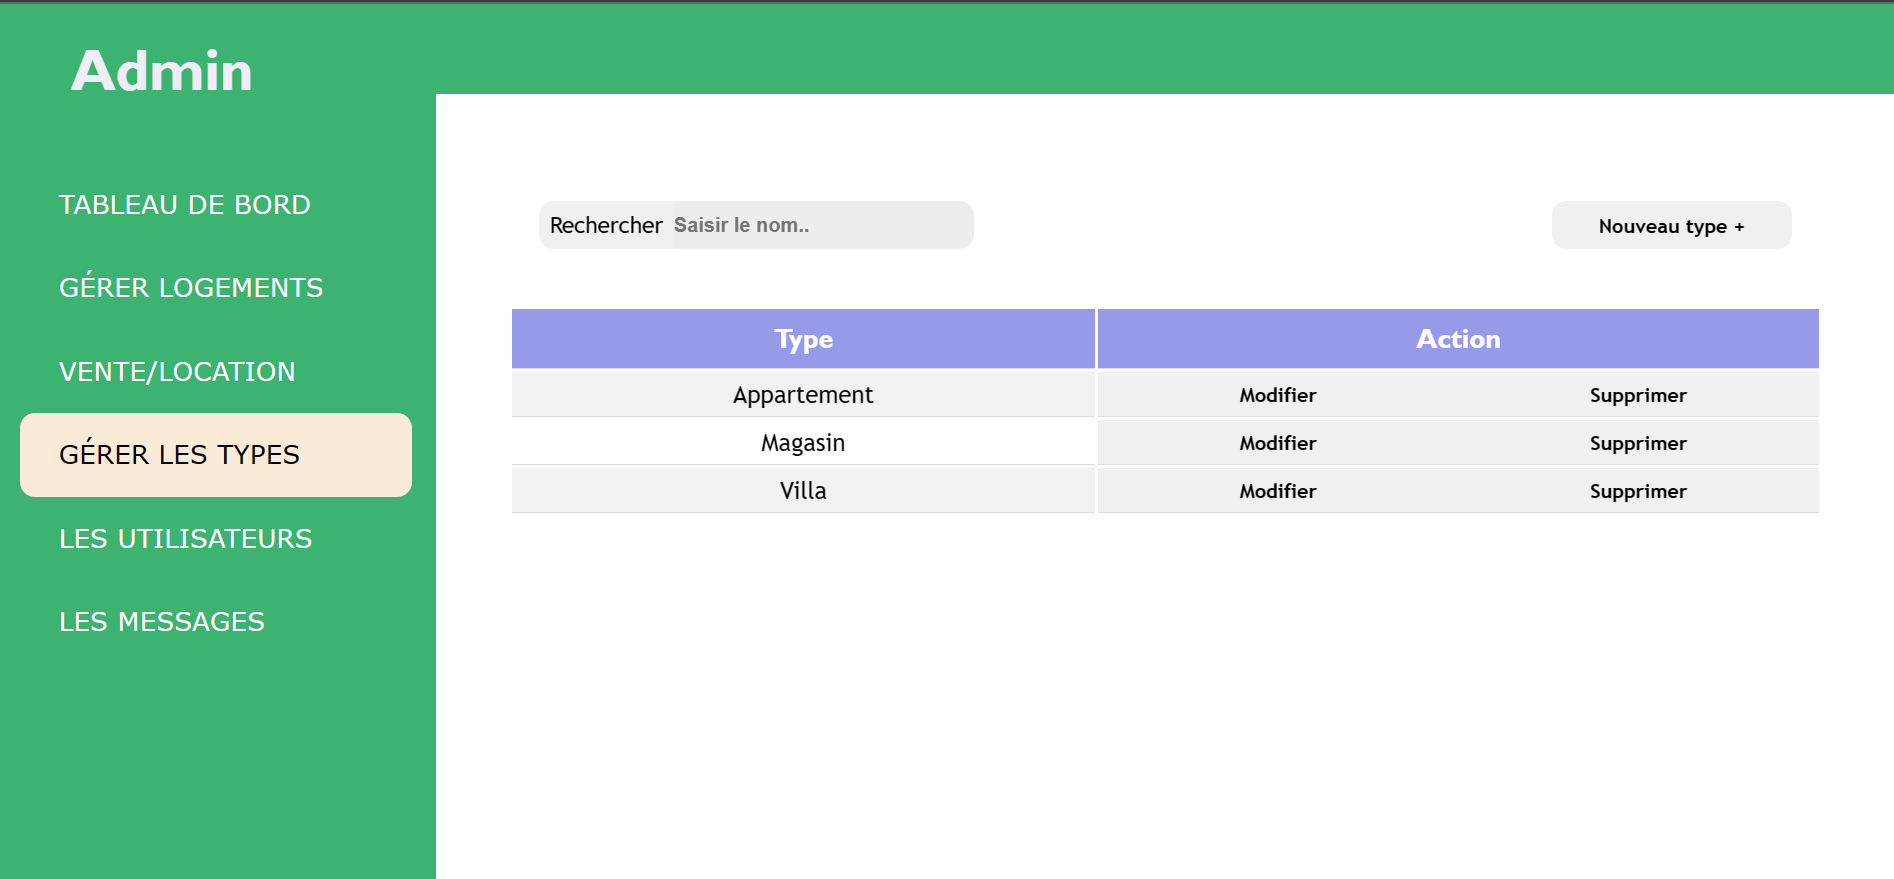 Admin
TABLEAU DE BORD
GÉRER LOGEMENTS
VENTE/LOCATION
GÉRER LES TYPES
LES UTILISATEURS
LES MESSAGES
Rechercher Saisir le nom..
Nouveau type +
Type Action
Appartement Modifier Supprimer
Magasin Modifier Supprimer
Villa Modifier Supprimer